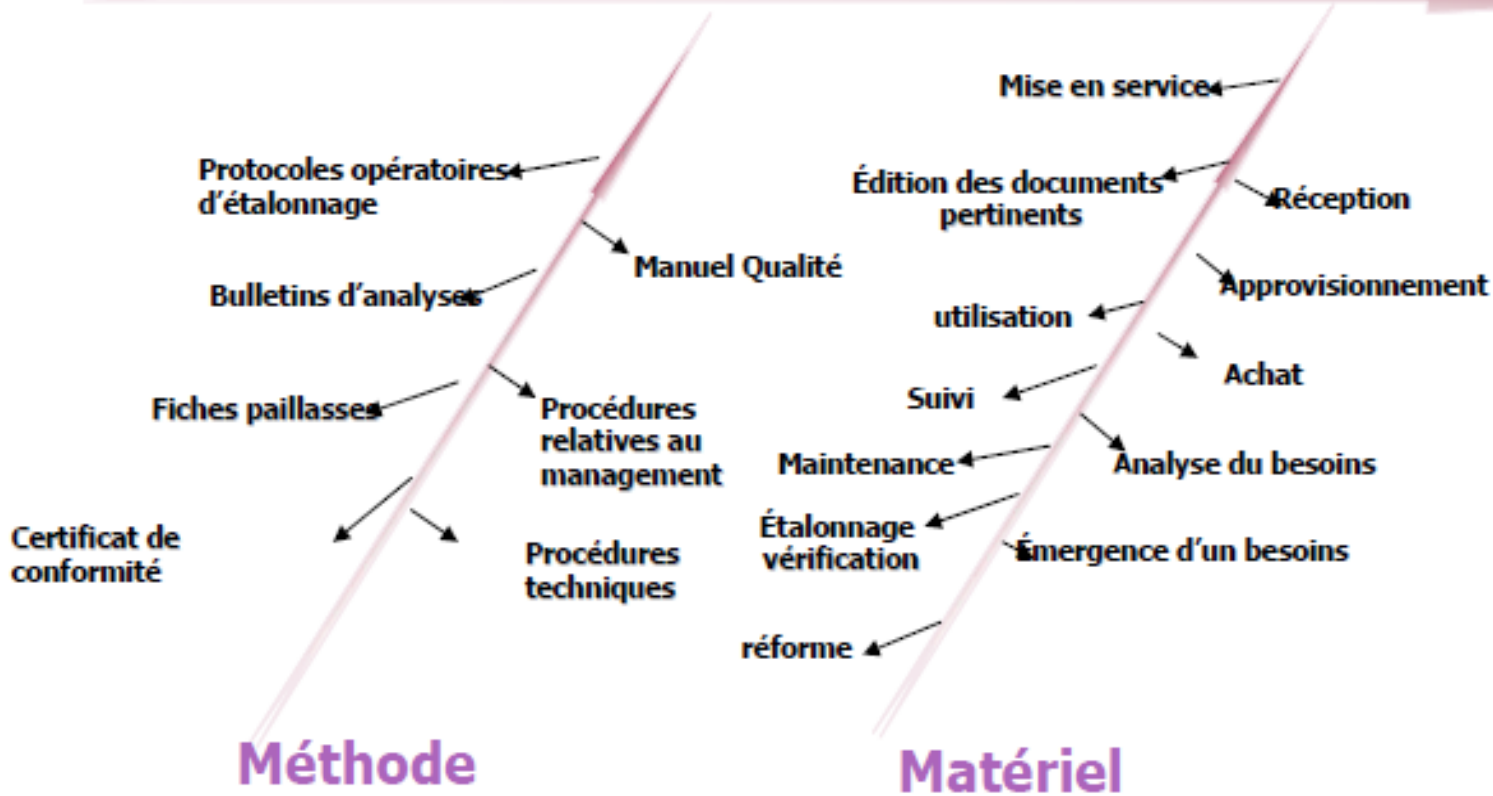 Protocoles opératoires
d'étalonnage
Manuel Qualité
Bulletins d'analyses
Fiches paillasses
Procédures
relatives au
management
Certificat de
conformité
Procédures
techniques
Méthode
Mise en service
Édition des documents
pertinents
Réception
Approvisionnement
utilisation
Achat
Suivi
Maintenance
Analyse du besoins
Étalonnage
vérification
Émergence d'un besoins
réforme
Matériel